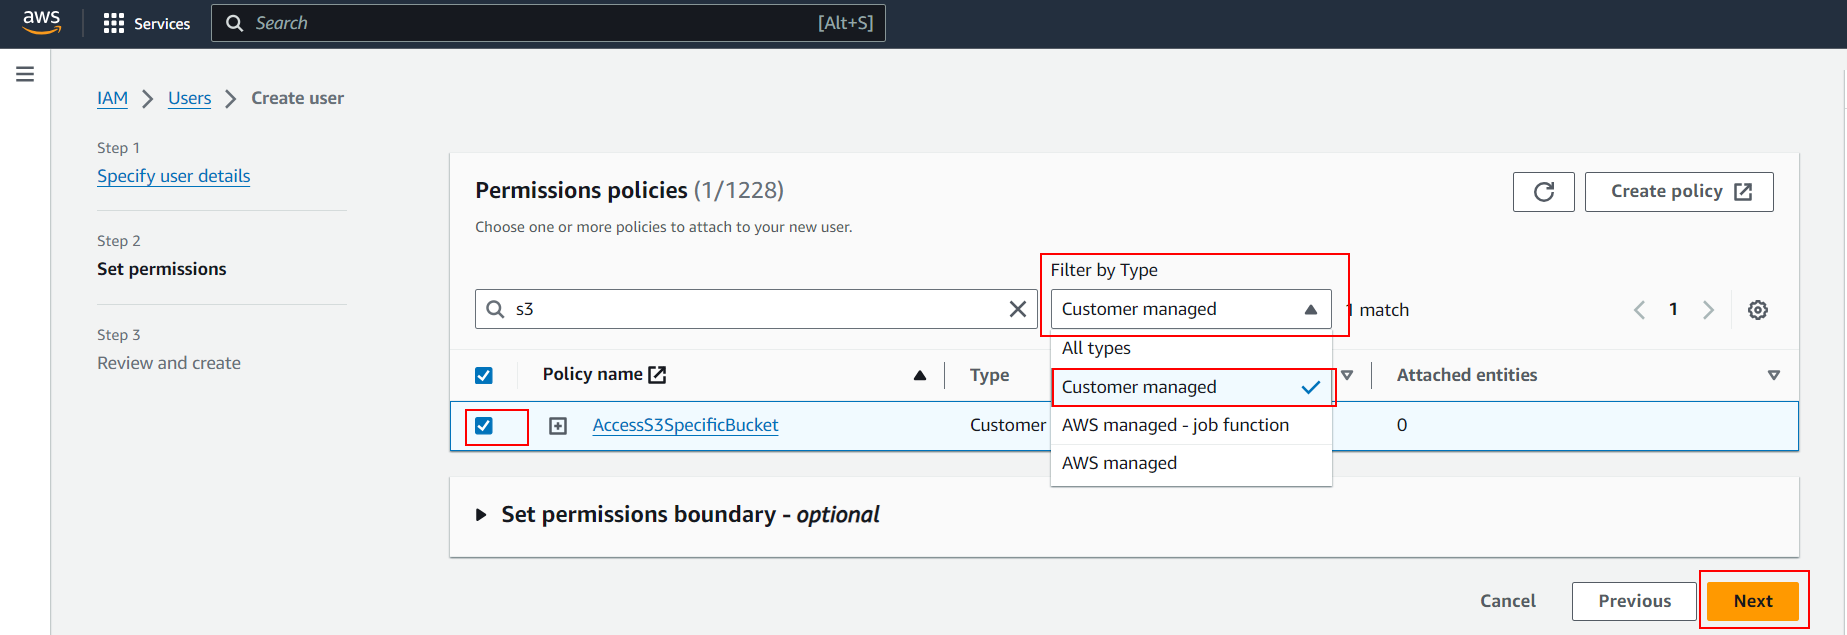 aws
Services
Search
[Alt+S]
IAM
Users
Create user
Step 1
Specify user details
Step 2
Set permissions
Step 3
Review and create
Permissions policies (1/1228)
Choose one or more policies to attach to your new user.
Create policy
Filter by Type
s3
Customer managed
1 match
1
All types
Customer managed
AWS managed - job function
AWS managed
Policy name
Type
Attached entities
AccessS3SpecificBucket
Customer
0
Set permissions boundary - optional
Cancel
Previous
Next